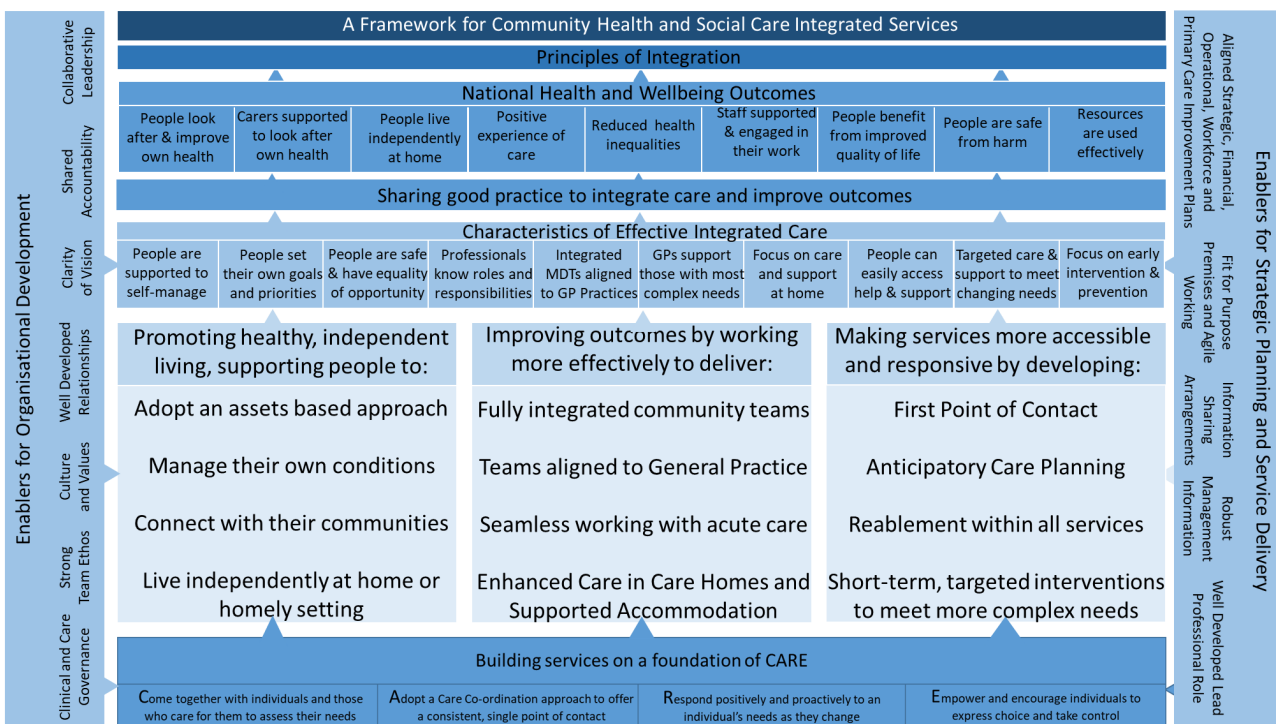 A Framework for Community Health and Social Care Integrated Services
Principles of Integration
National Health and Wellbeing Outcomes
People look
after & improve
own health
Carers supported
to look after
own health
People live
independently
at home
Positive
experience of
care
Reduced health
inequalities
Staff supported
& engaged in
their work
People benefit
from improved
quality of life
People are safe
from harm
Resources
are used
effectively
Sharing good practice to integrate care and improve outcomes
Characteristics of Effective Integrated Care
People are
supported to
self-manage
People set
their own goals
and priorities
People are safe
& have equality
of opportunity
Professionals
know roles and
responsibilities
Integrated
MDTs aligned
to GP Practices
GPs support
those with most
complex needs
Focus on care
and support
at home
People can
easily access
help & support
Targeted care &
support to meet
changing needs
Focus on early
intervention &
prevention
Promoting healthy, independent
living, supporting people to:
Adopt an assets based approach
Manage their own conditions
Connect with their communities
Live independently at home or
homely setting
Improving outcomes by working
more effectively to deliver:
Fully integrated community teams
Teams aligned to General Practice
Seamless working with acute care
Enhanced Care in Care Homes and
Supported Accommodation
Making services more accessible
and responsive by developing:
First Point of Contact
Anticipatory Care Planning
Reablement within all services
Short-term, targeted interventions
to meet more complex needs
Building services on a foundation of CARE
Come together with individuals and those
who care for them to assess their needs
Adopt a Care Co-ordination approach to offer
a consistent, single point of contact
Respond positively and proactively to an
individual's needs as they change
Empower and encourage individuals to
express choice and take control
Enablers for Organisational Development
Collaborative
Leadership
Shared
Accountability
Clarity
of Vision
Well Developed
Relationships
Culture
and Values
Strong
Team Ethos
Clinical and Care
Governance
Enablers for Strategic Planning and Service Delivery
Aligned Strategic, Financial,
Operational, Workforce and
Primary Care Improvement Plans
Fit for Purpose
Premises and Agile
Working
Information
Sharing
Arrangements
Robust
Management
Information
Well Developed Lead
Professional Role